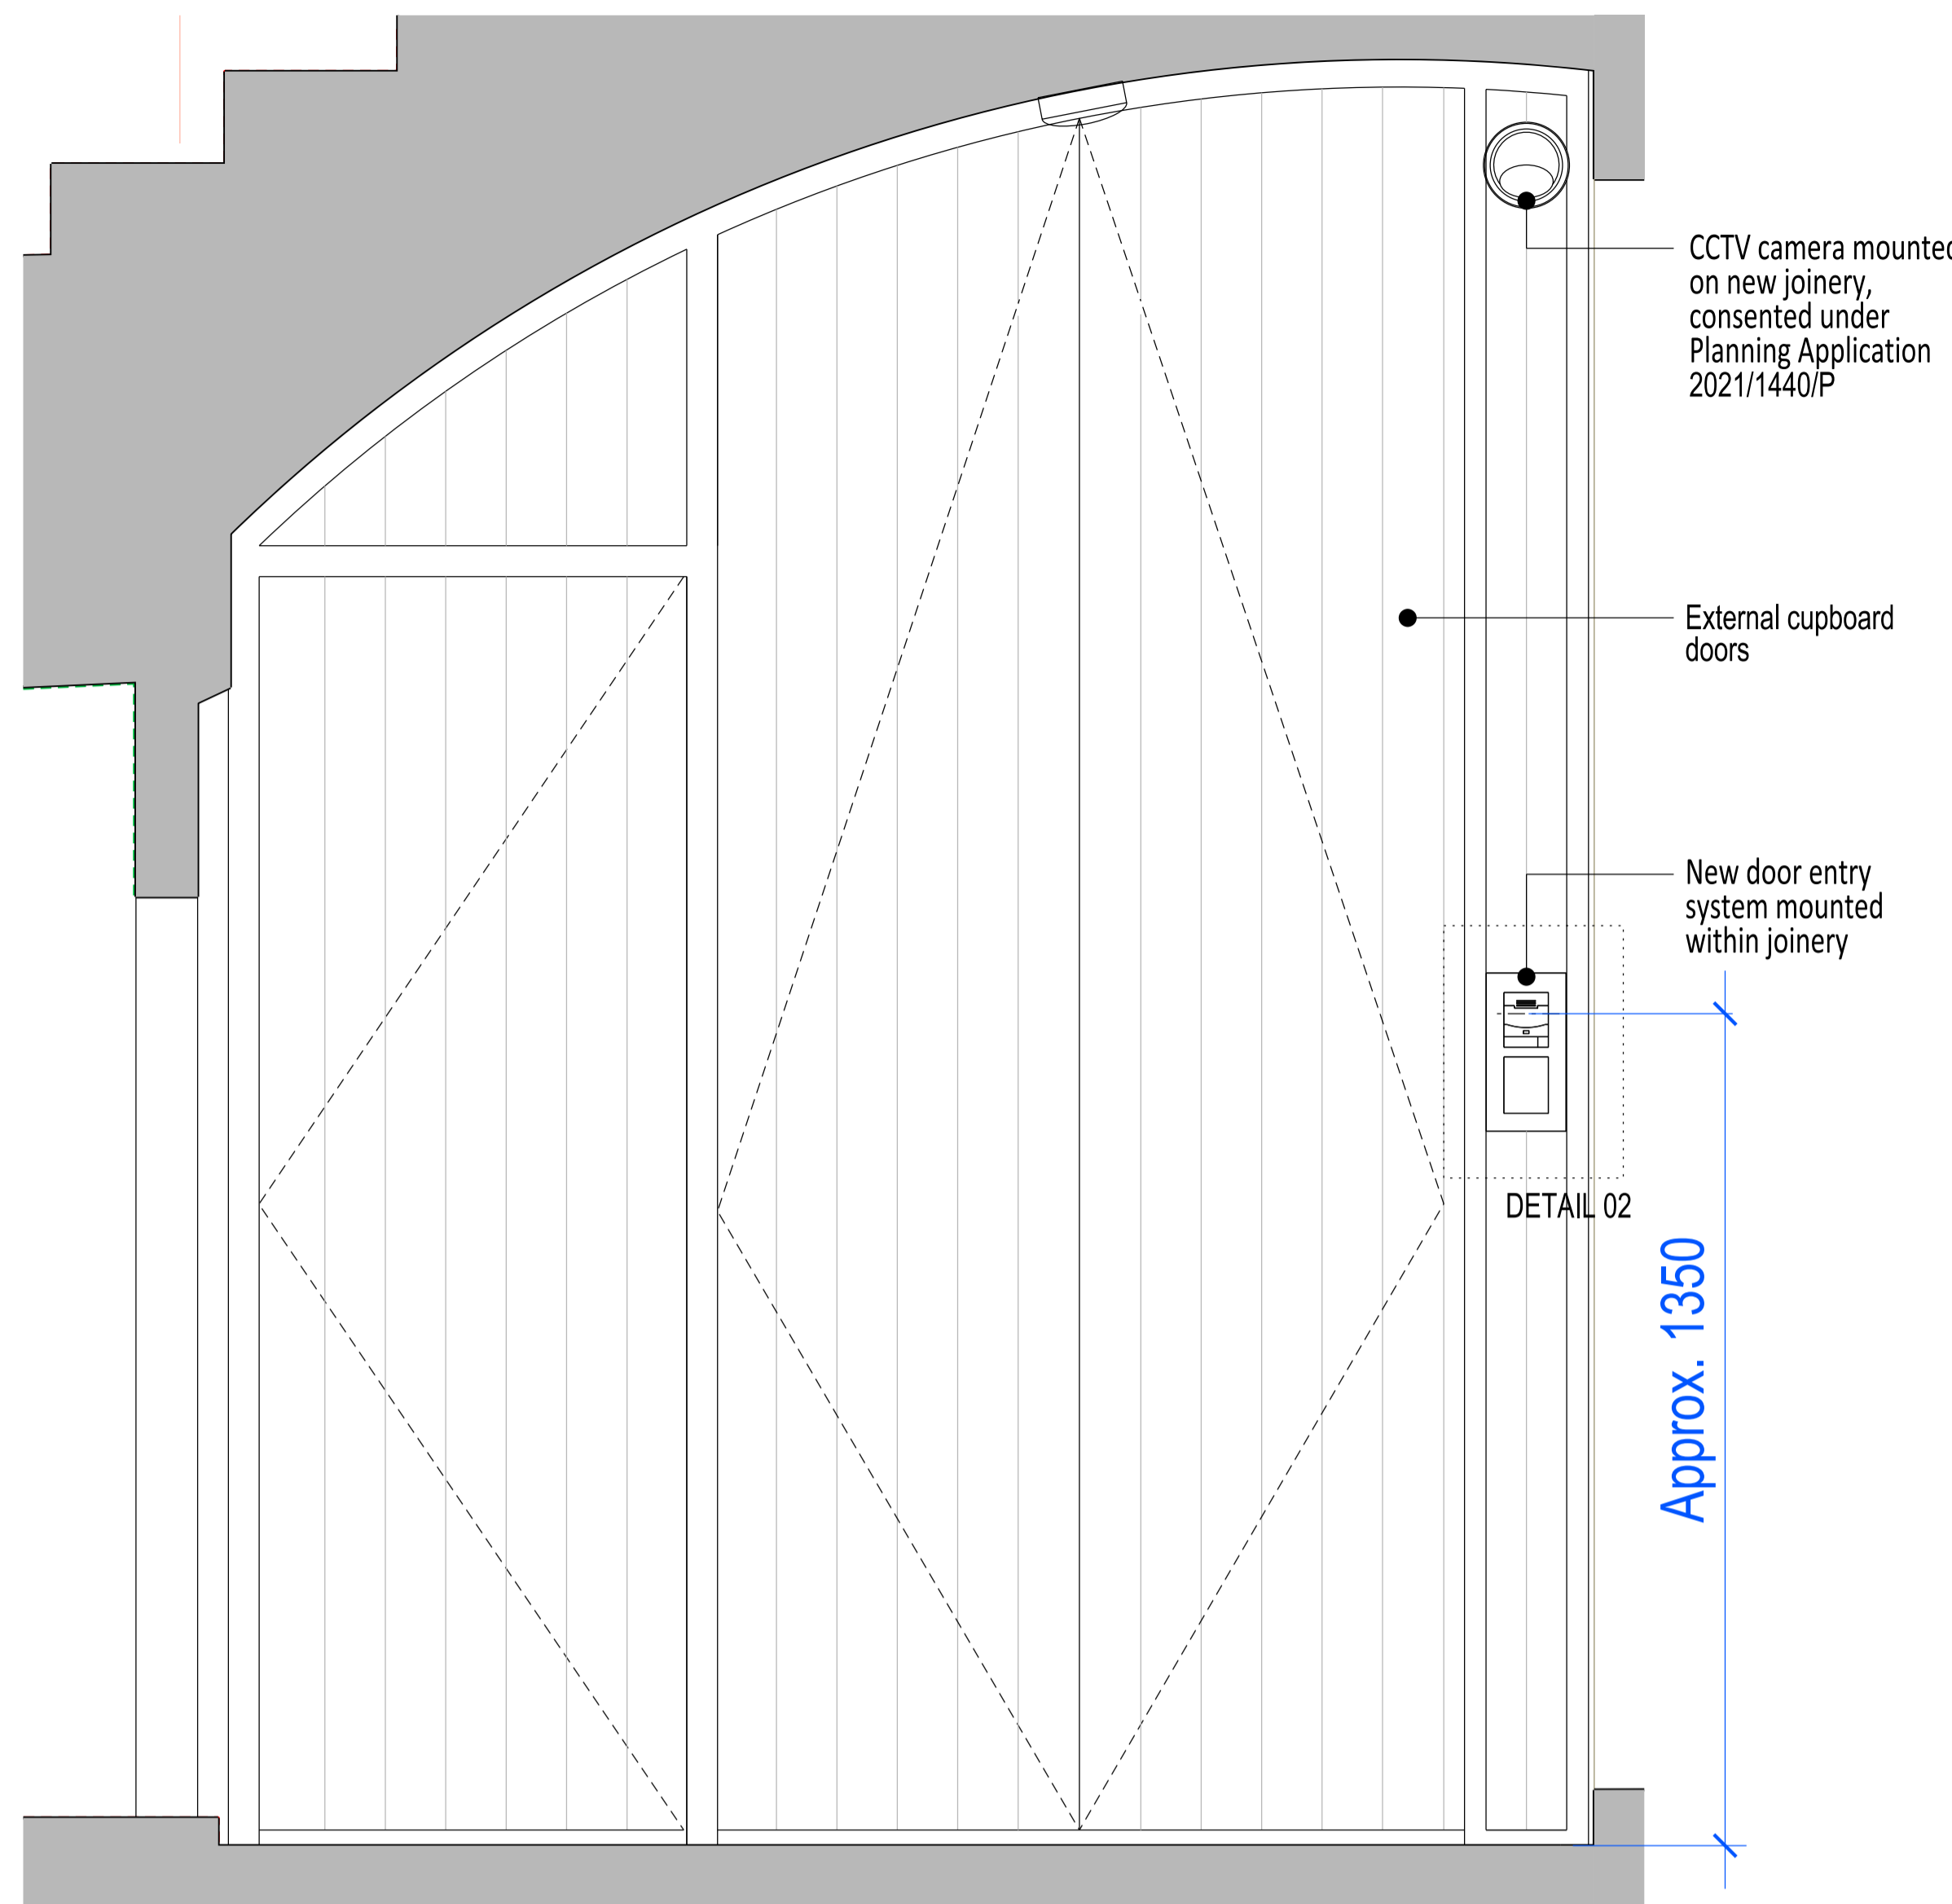 CCTV camera mounted
on new joinery,
consented under
Planning Application
2021/1440/P
External cupboard
doors
New door entry
system mounted
within joinery
DETAIL 02
Approx. 1350